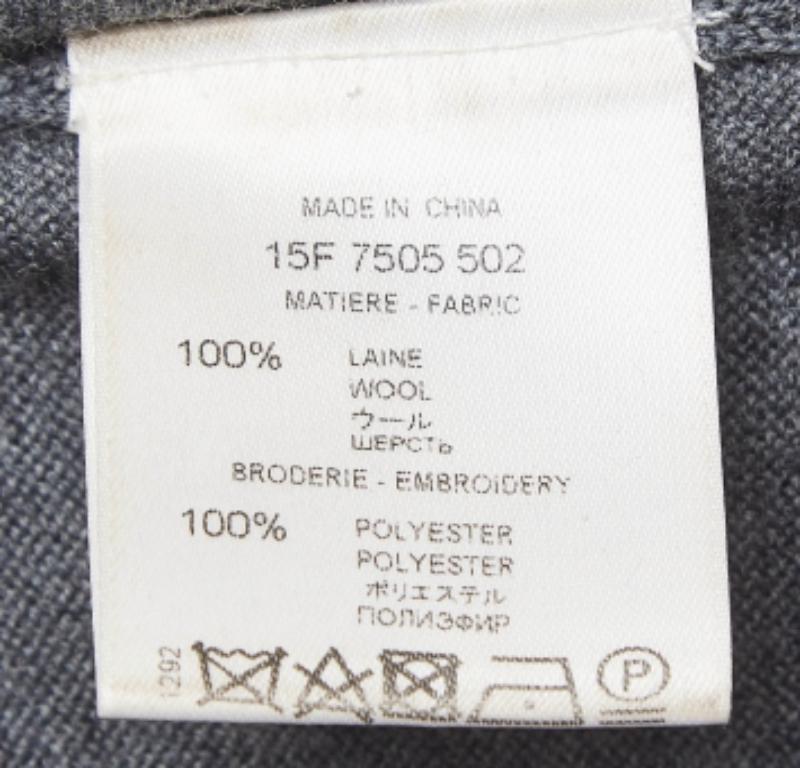 MADE IN CHINA
15F 7505 502
MATIERE - FABRIC
100% LAINE
WOOL
ウール
ШЕРСТЬ
BRODERIE - EMBROIDERY
100% POLYESTER
POLYESTER
ポリエステル
ПОЛИЭФИР
1292
P